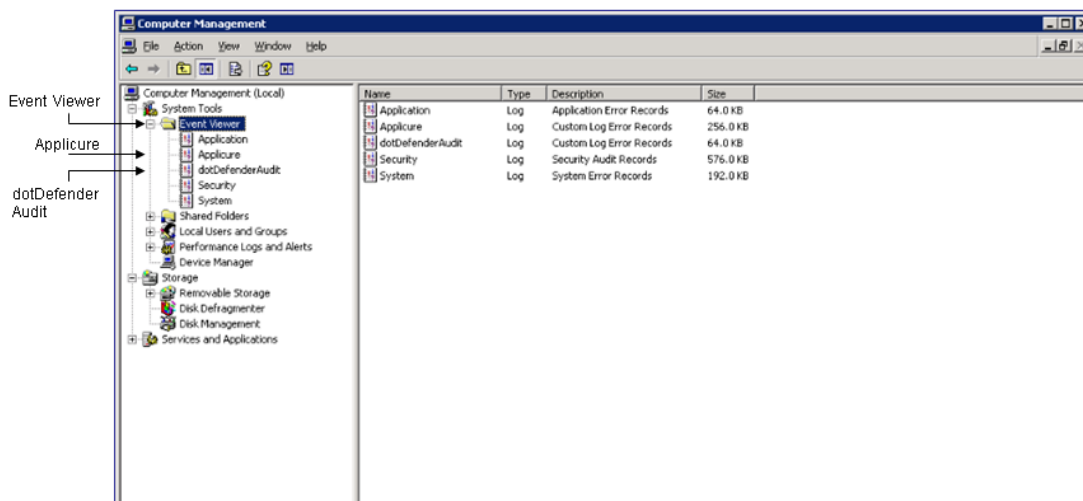 Computer Management
File Action View Window Help
Event Viewer
Applicure
dotDefender
Audit
Computer Management (Local)
System Tools
Event Viewer
Application
Applicure
dotDefenderAudit
Security
System
Shared Folders
Local Users and Groups
Performance Logs and Alerts
Device Manager
Storage
Removable Storage
Disk Defragmenter
Disk Management
Services and Applications
Name Type Description Size
Application Log Application Error Records 64.0 KB
Applicure Log Custom Log Error Records 256.0 KB
dotDefenderAudit Log Custom Log Error Records 64.0 KB
Security Log Security Audit Records 576.0 KB
System Log System Error Records 192.0 KB